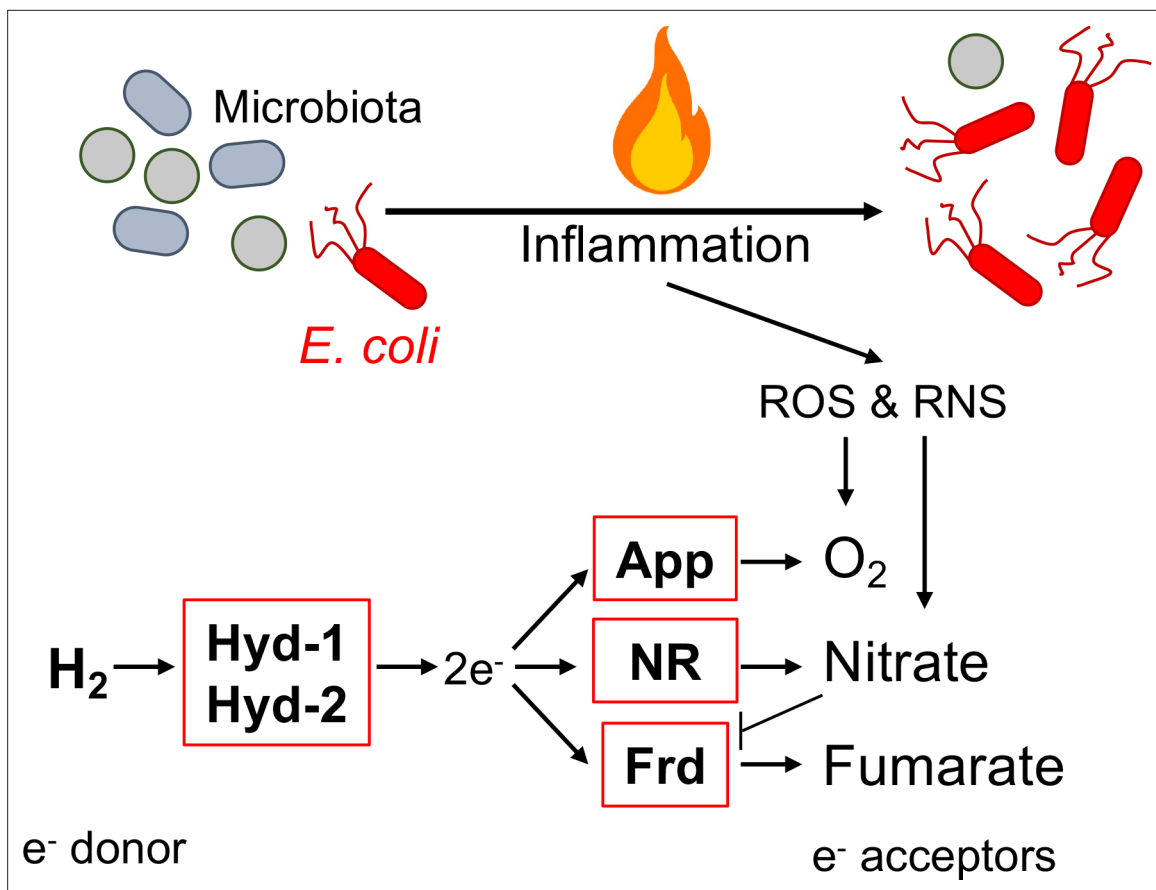 Microbiota
Inflammation
E. coli
ROS & RNS
App
O₂
H₂
Hyd-1
Hyd-2
2e⁻
NR
Nitrate
Frd
Fumarate
e⁻ donor
e⁻ acceptors